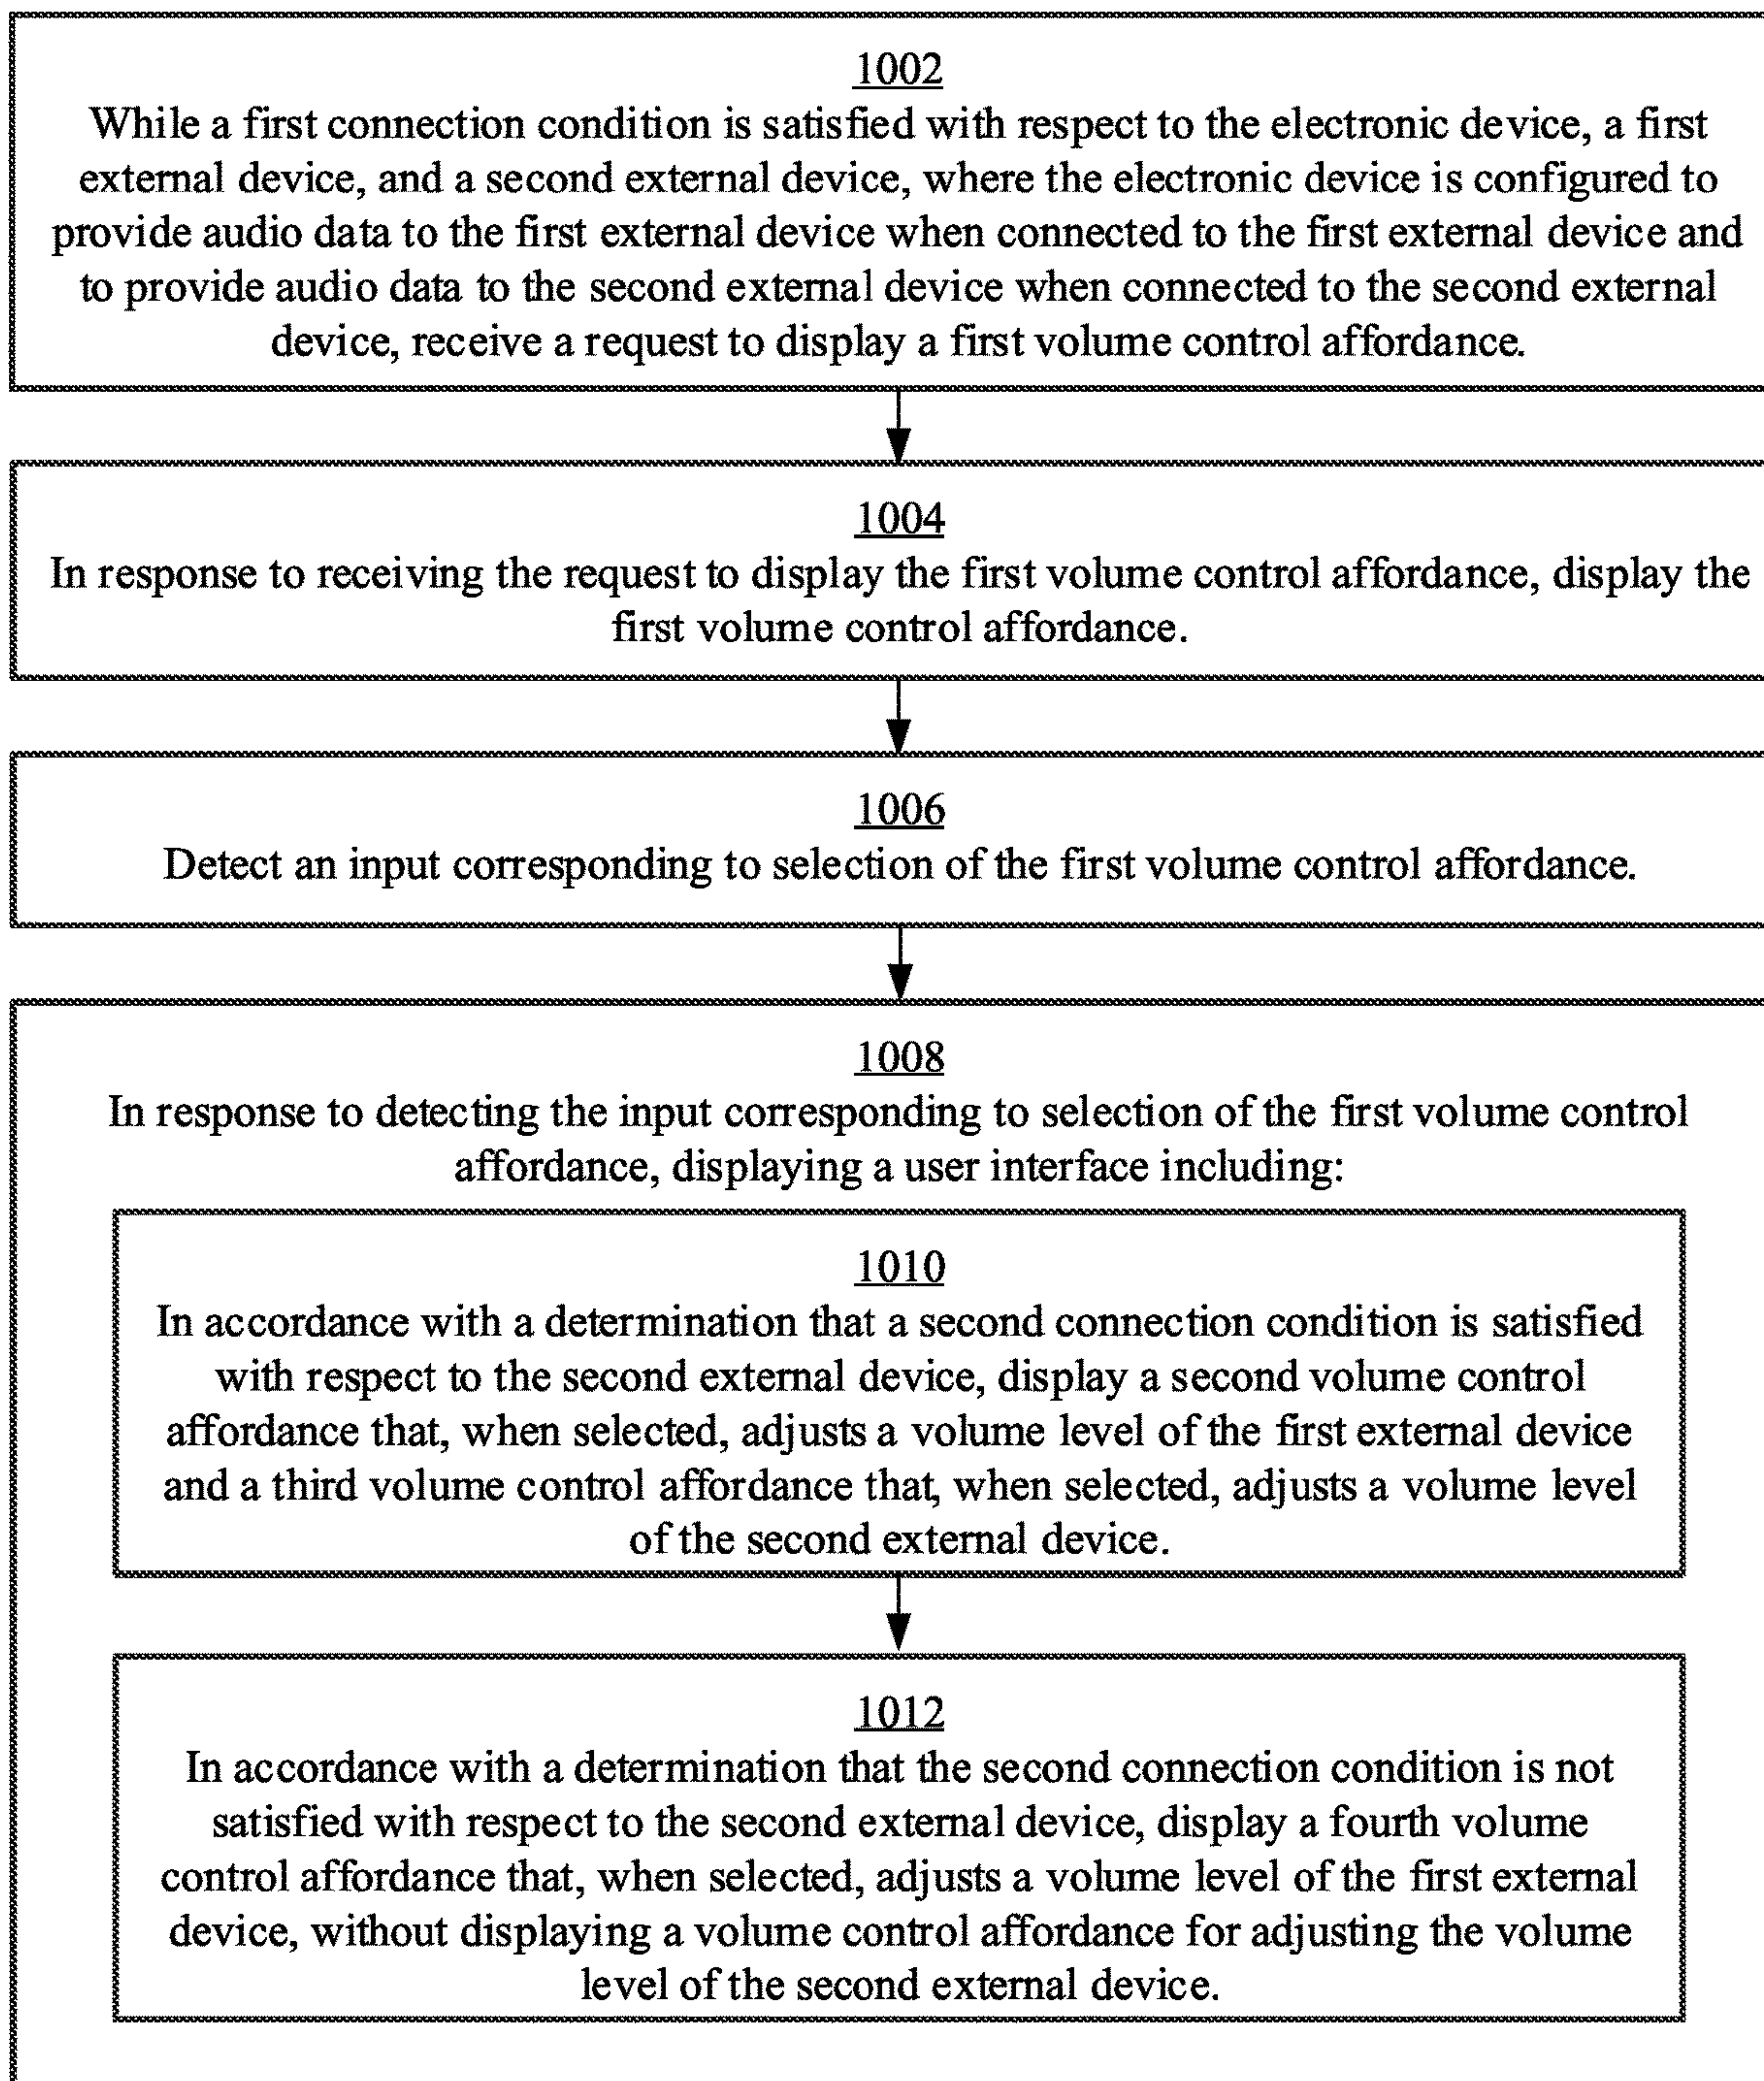 1002
While a first connection condition is satisfied with respect to the electronic device, a first
external device, and a second external device, where the electronic device is configured to
provide audio data to the first external device when connected to the first external device and
to provide audio data to the second external device when connected to the second external
device, receive a request to display a first volume control affordance.
1004
In response to receiving the request to display the first volume control affordance, display the
first volume control affordance.
1006
Detect an input corresponding to selection of the first volume control affordance.
1008
In response to detecting the input corresponding to selection of the first volume control
affordance, displaying a user interface including:
1010
In accordance with a determination that a second connection condition is satisfied
with respect to the second external device, display a second volume control
affordance that, when selected, adjusts a volume level of the first external device
and a third volume control affordance that, when selected, adjusts a volume level
of the second external device.
1012
In accordance with a determination that the second connection condition is not
satisfied with respect to the second external device, display a fourth volume
control affordance that, when selected, adjusts a volume level of the first external
device, without displaying a volume control affordance for adjusting the volume
level of the second external device.